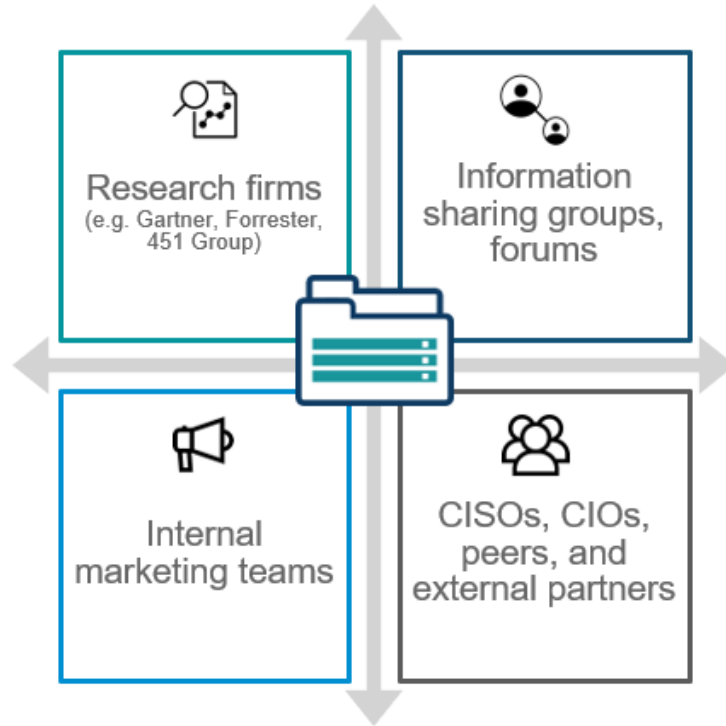 Research firms
(e.g. Gartner, Forrester,
451 Group)
Information
sharing groups,
forums
Internal
marketing teams
CISOs, CIOs,
peers, and
external partners